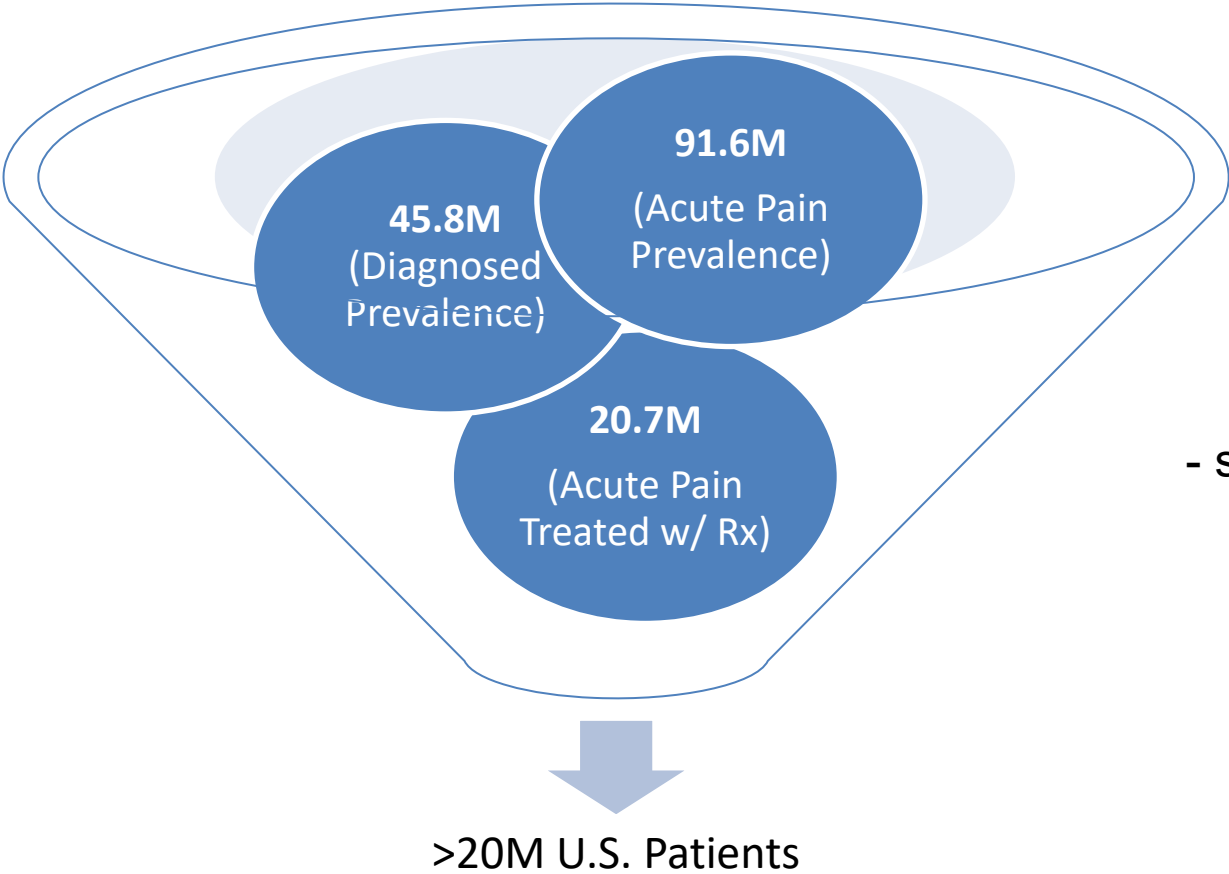 91.6M
(Acute Pain
Prevalence)
45.8M
(Diagnosed
Prevalence)
20.7M
(Acute Pain
Treated w/ Rx)
- s
>20M U.S. Patients